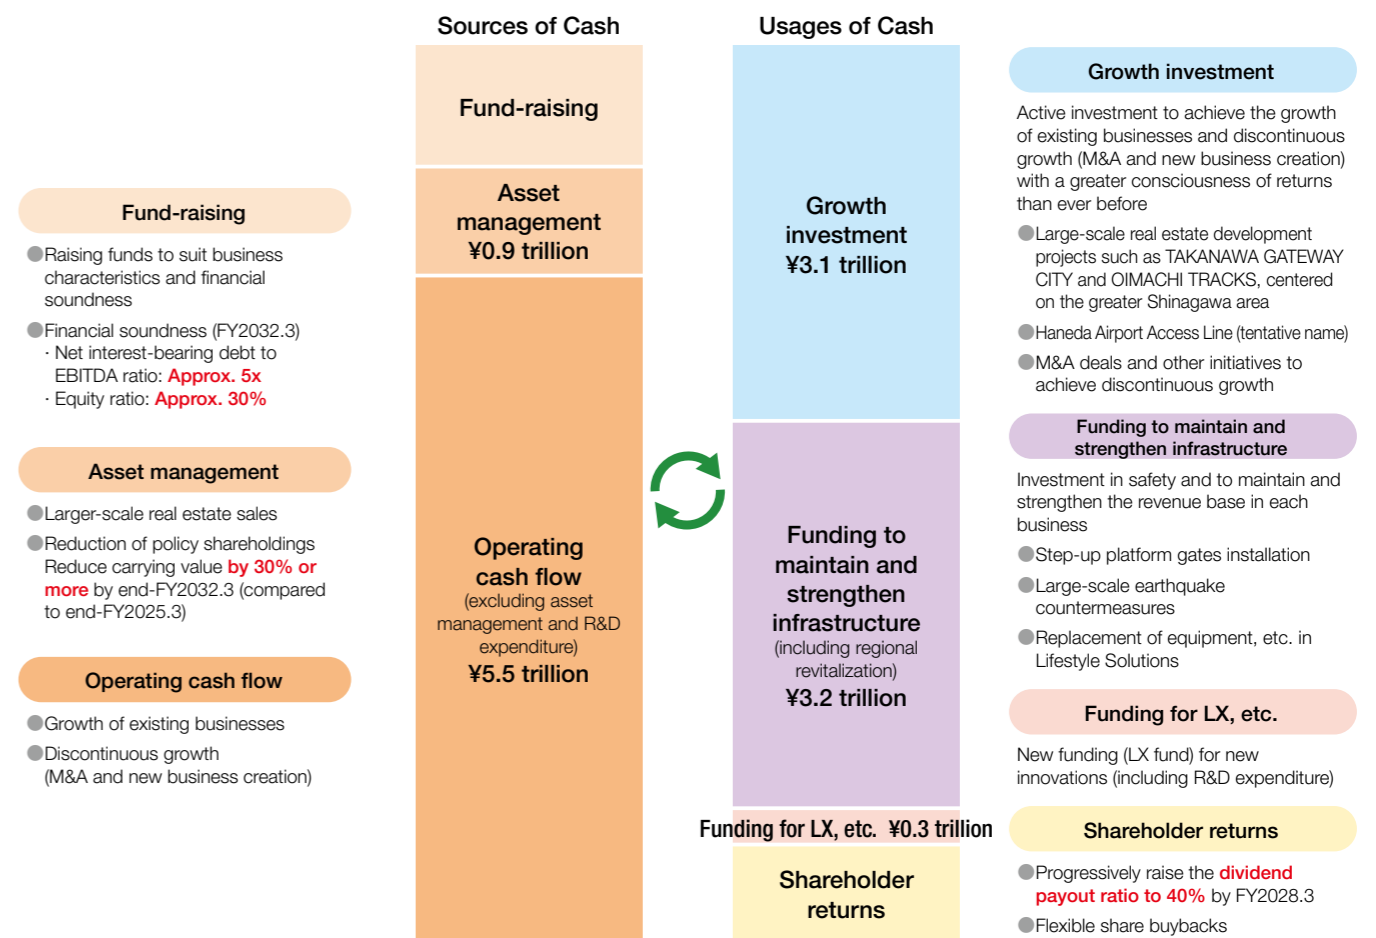 Sources of Cash
Usages of Cash
Fund-raising
●Raising funds to suit business
characteristics and financial
soundness
●Financial soundness (FY2032.3)
· Net interest-bearing debt to
EBITDA ratio: Approx. 5x
· Equity ratio: Approx. 30%
Asset management
●Larger-scale real estate sales
●Reduction of policy shareholdings
Reduce carrying value by 30% or
more by end-FY2032.3 (compared
to end-FY2025.3)
Operating cash flow
●Growth of existing businesses
●Discontinuous growth
(M&A and new business creation)
Fund-raising
Asset
management
¥0.9 trillion
Operating
cash flow
(excluding asset
management and R&D
expenditure)
¥5.5 trillion
Growth
investment
¥3.1 trillion
Funding to
maintain and
strengthen
infrastructure
(including regional
revitalization)
¥3.2 trillion
Funding for LX, etc. ¥0.3 trillion
Shareholder
returns
Growth investment
Active investment to achieve the growth
of existing businesses and discontinuous
growth (M&A and new business creation)
with a greater consciousness of returns
than ever before
●Large-scale real estate development
projects such as TAKANAWA GATEWAY
CITY and OIMACHI TRACKS, centered
on the greater Shinagawa area
●Haneda Airport Access Line (tentative name)
●M&A deals and other initiatives to
achieve discontinuous growth
Funding to maintain and
strengthen infrastructure
Investment in safety and to maintain and
strengthen the revenue base in each
business
●Step-up platform gates installation
●Large-scale earthquake
countermeasures
●Replacement of equipment, etc. in
Lifestyle Solutions
Funding for LX, etc.
New funding (LX fund) for new
innovations (including R&D expenditure)
Shareholder returns
●Progressively raise the dividend
payout ratio to 40% by FY2028.3
●Flexible share buybacks